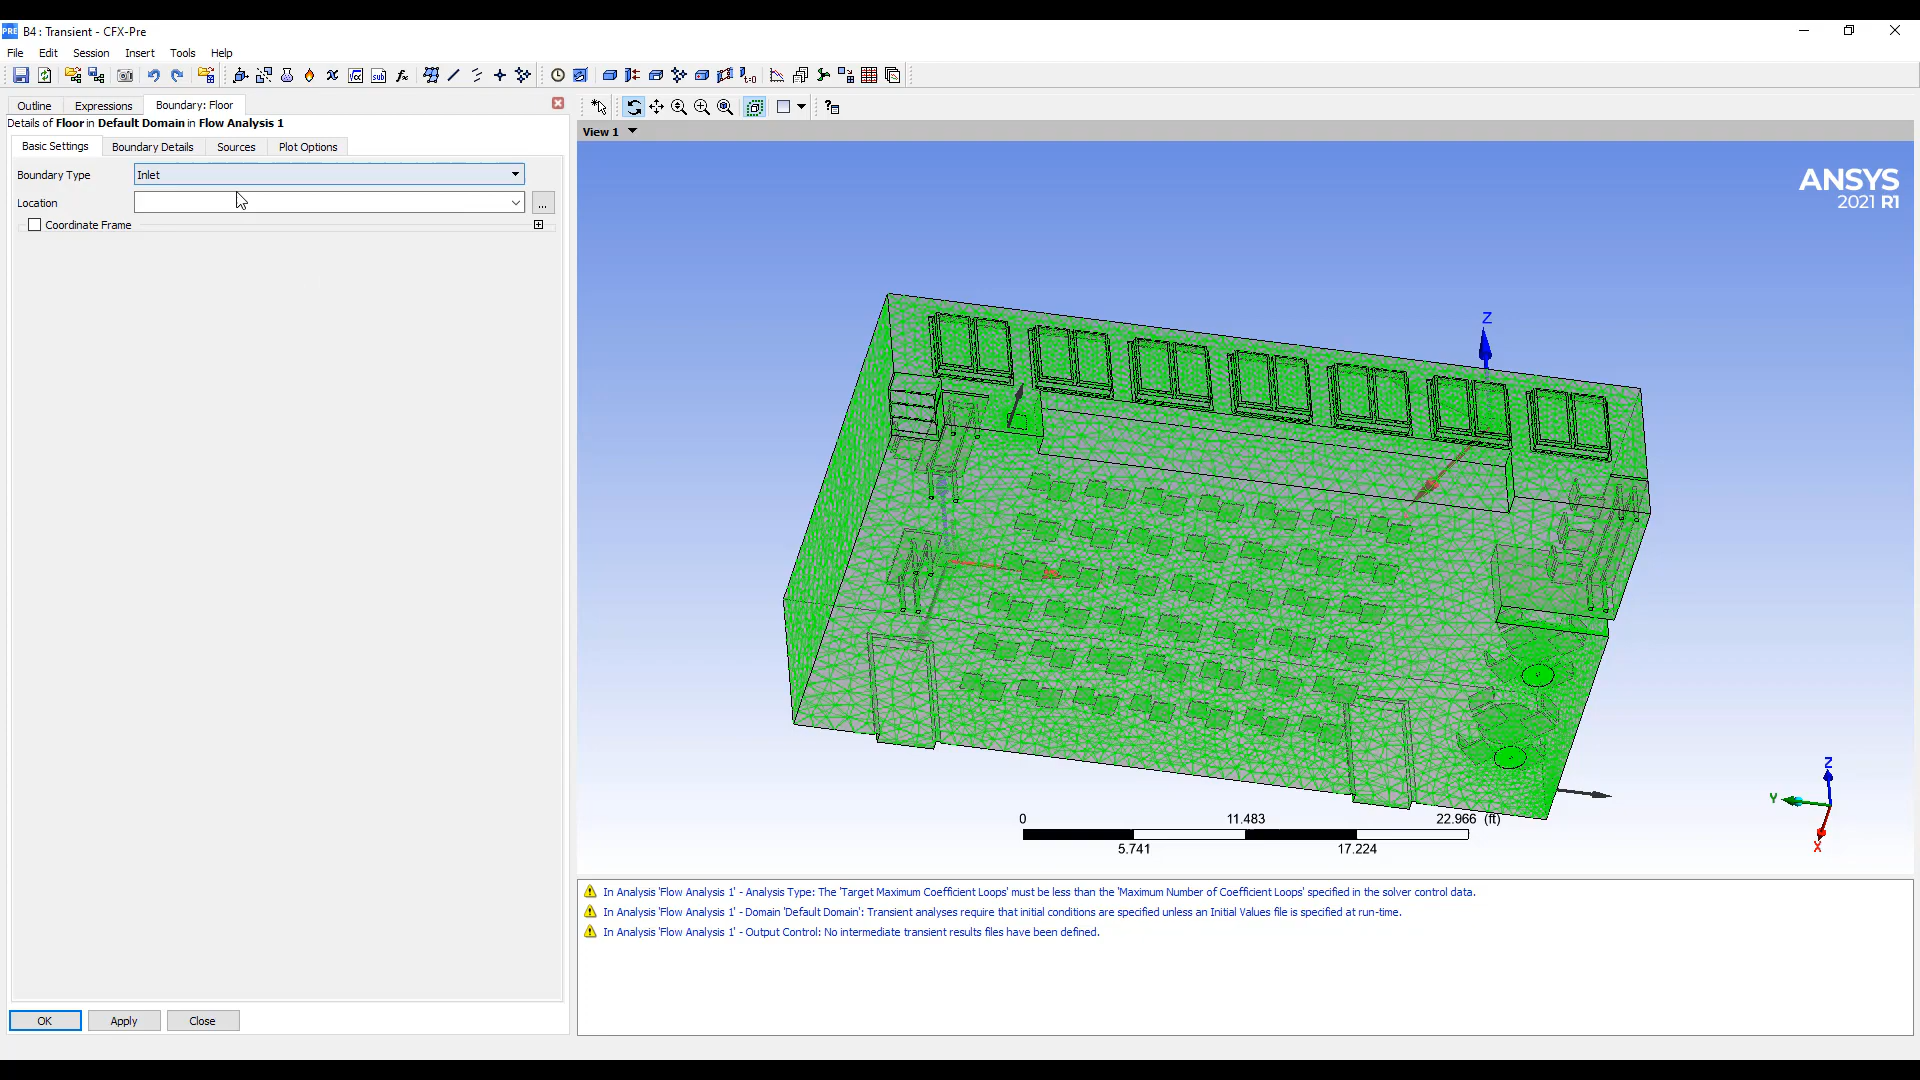 PRE B4 : Transient - CFX-Pre
File Edit Session Insert Tools Help
Outline Expressions Boundary: Floor
Details of Floor in Default Domain in Flow Analysis 1
Basic Settings Boundary Details Sources Plot Options
Boundary Type Inlet
Location ...
Coordinate Frame
View 1
ANSYS
2021 R1
Z
Z
Y
X
0 11.483 22.966 (ft)
5.741 17.224
In Analysis 'Flow Analysis 1' - Analysis Type: The 'Target Maximum Coefficient Loops' must be less than the 'Maximum Number of Coefficient Loops' specified in the solver control data.
In Analysis 'Flow Analysis 1' - Domain 'Default Domain': Transient analyses require that initial conditions are specified unless an Initial Values file is specified at run-time.
In Analysis 'Flow Analysis 1' - Output Control: No intermediate transient results files have been defined.
OK Apply Close